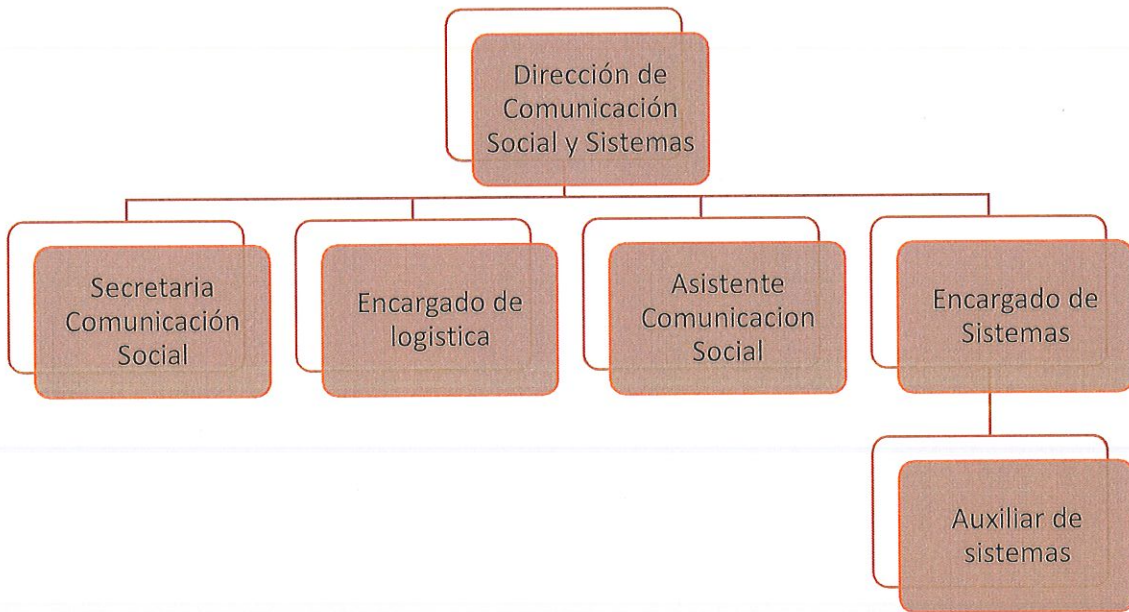 Dirección de
Comunicación
Social y Sistemas
Secretaria
Comunicación
Social
Encargado de
logistica
Asistente
Comunicacion
Social
Encargado de
Sistemas
Auxiliar de
sistemas